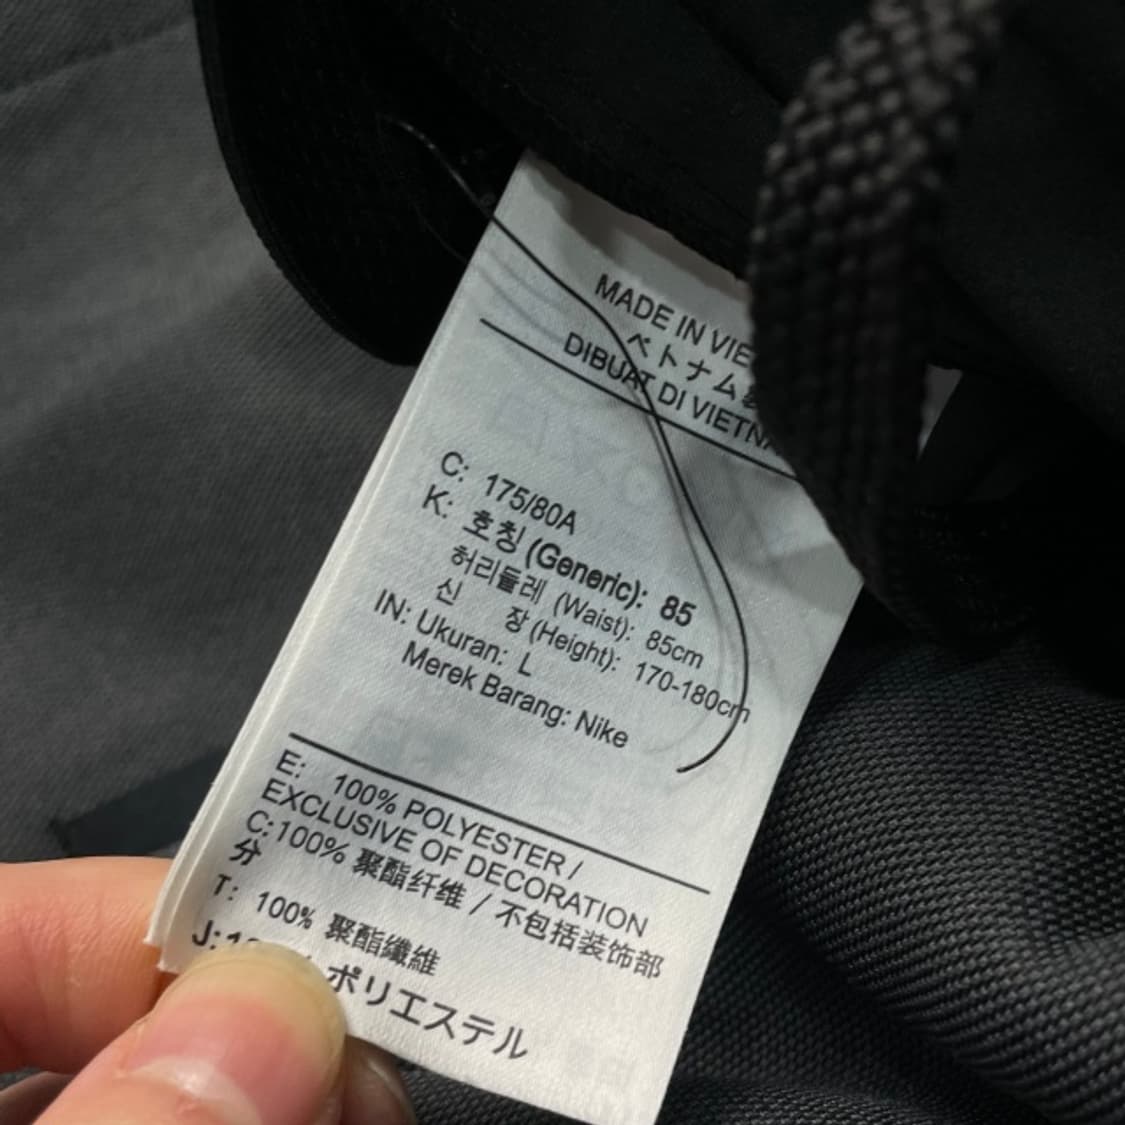 MADE IN VIE
ベトナム
DIBUAT DI VIETNA
C: 175/80A
K: 호칭 (Generic): 85
허리둘레 (Waist): 85cm
신 장 (Height): 170-180cm
IN: Ukuran: L
Merek Barang: Nike
E: 100% POLYESTER /
EXCLUSIVE OF DECORATION
C: 100% 聚酯纤维 / 不包括装饰部
分
T: 100% 聚酯纖維
J: ポリエステル